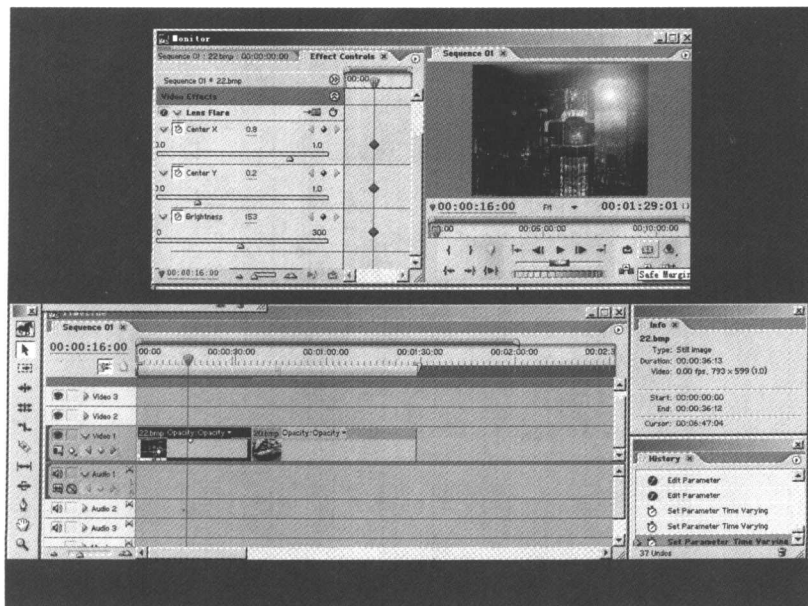 Monitor
Sequence 01 : 22.bmp : 00:00:00:00
Effect Controls
Sequence 01
Sequence 01 * 22.bmp
00:00
Video Effects
Lens Flare
Center X 0.8
0.0 1.0
Center Y 0.2
0.0 1.0
Brightness 153
0 300
00:00:16:00
00:00:16:00 Fit 00:01:29:01
00:00 00:05:00:00 00:10:00:00
Safe Margin
Timeline
Sequence 01
00:00:16:00
00:00 00:00:30:00 00:01:00:00 00:01:30:00 00:02:00:00 00:02:3
Video 3
Video 2
Video 1
22.bmp Opacity:Opacity
Opacity:Opacity
Audio 1
Audio 2
Audio 3
Info
22.bmp
Type: Still Image
Duration: 00:00:36:13
Video: 0.00 fps, 793 x 599 (1.0)
Start: 00:00:00:00
End: 00:00:36:12
Cursor: 00:06:47:04
History
Edit Parameter
Edit Parameter
Set Parameter Time Varying
Set Parameter Time Varying
Set Parameter Time Varying
37 Undos